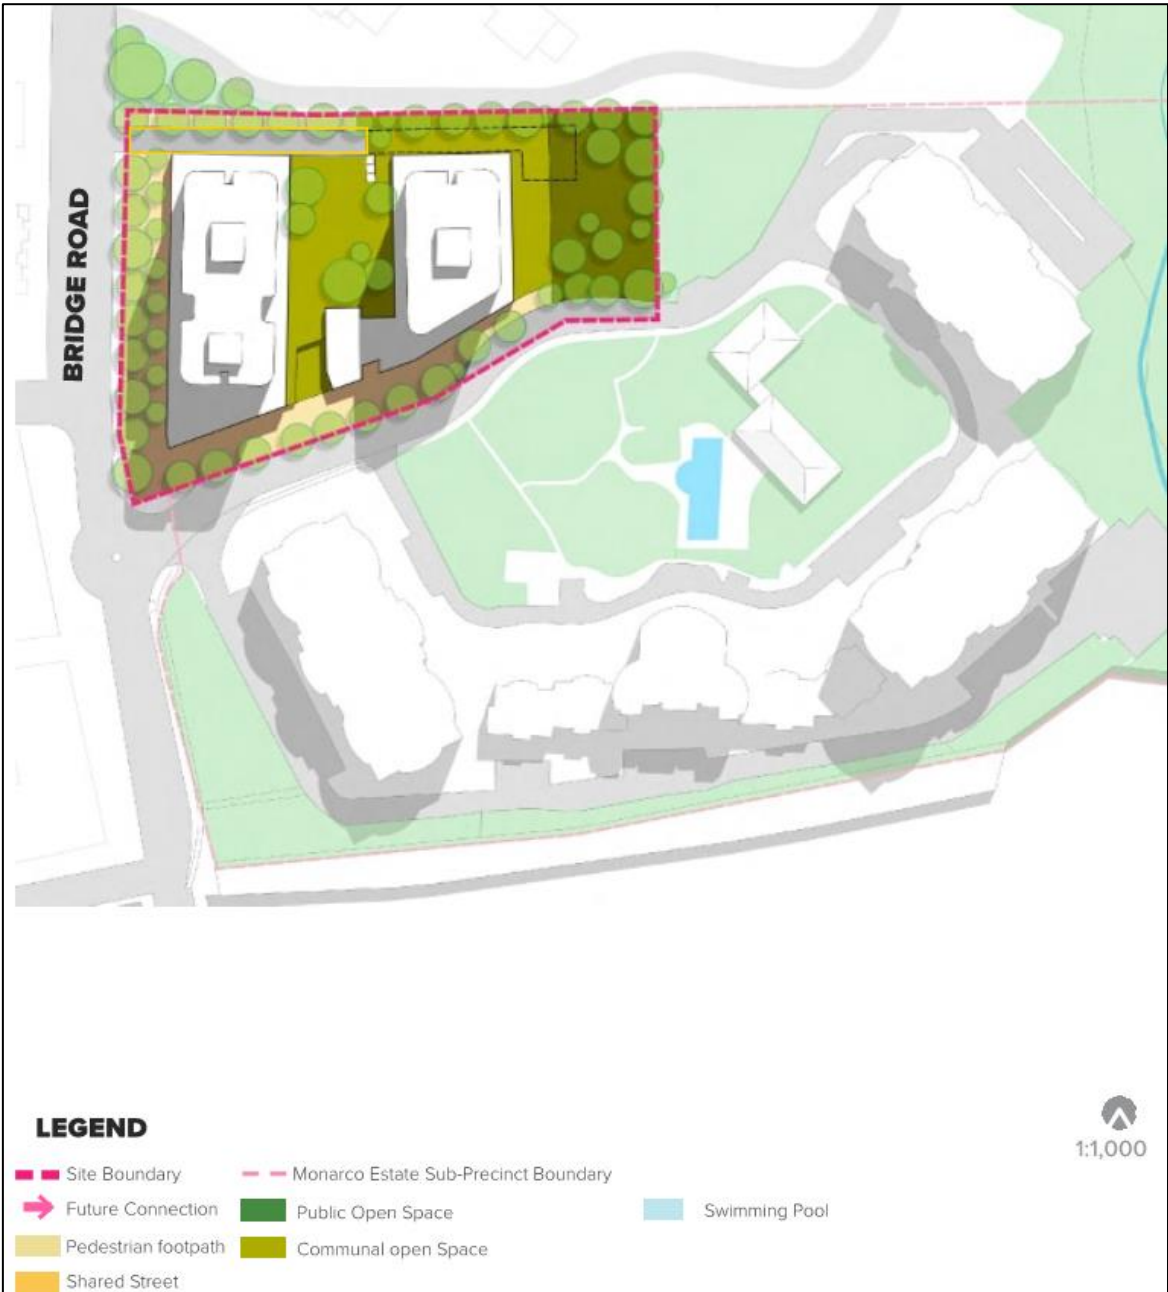 BRIDGE ROAD
LEGEND
1:1,000
Site Boundary
Monarco Estate Sub-Precinct Boundary
Future Connection
Public Open Space
Swimming Pool
Pedestrian footpath
Communal open Space
Shared Street